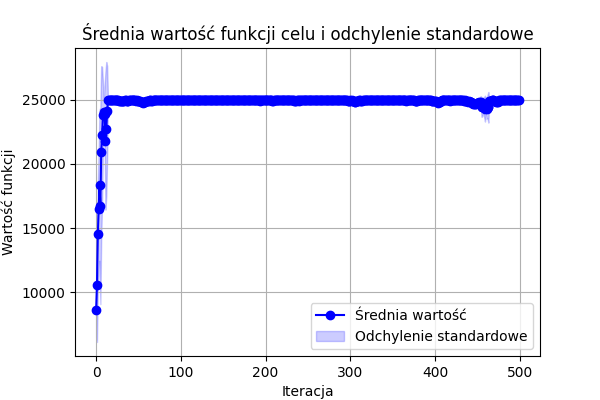 Średnia wartość funkcji celu i odchylenie standardowe
Wartość funkcji
25000
20000
15000
10000
0
100
200
300
400
500
Iteracja
Średnia wartość
Odchylenie standardowe